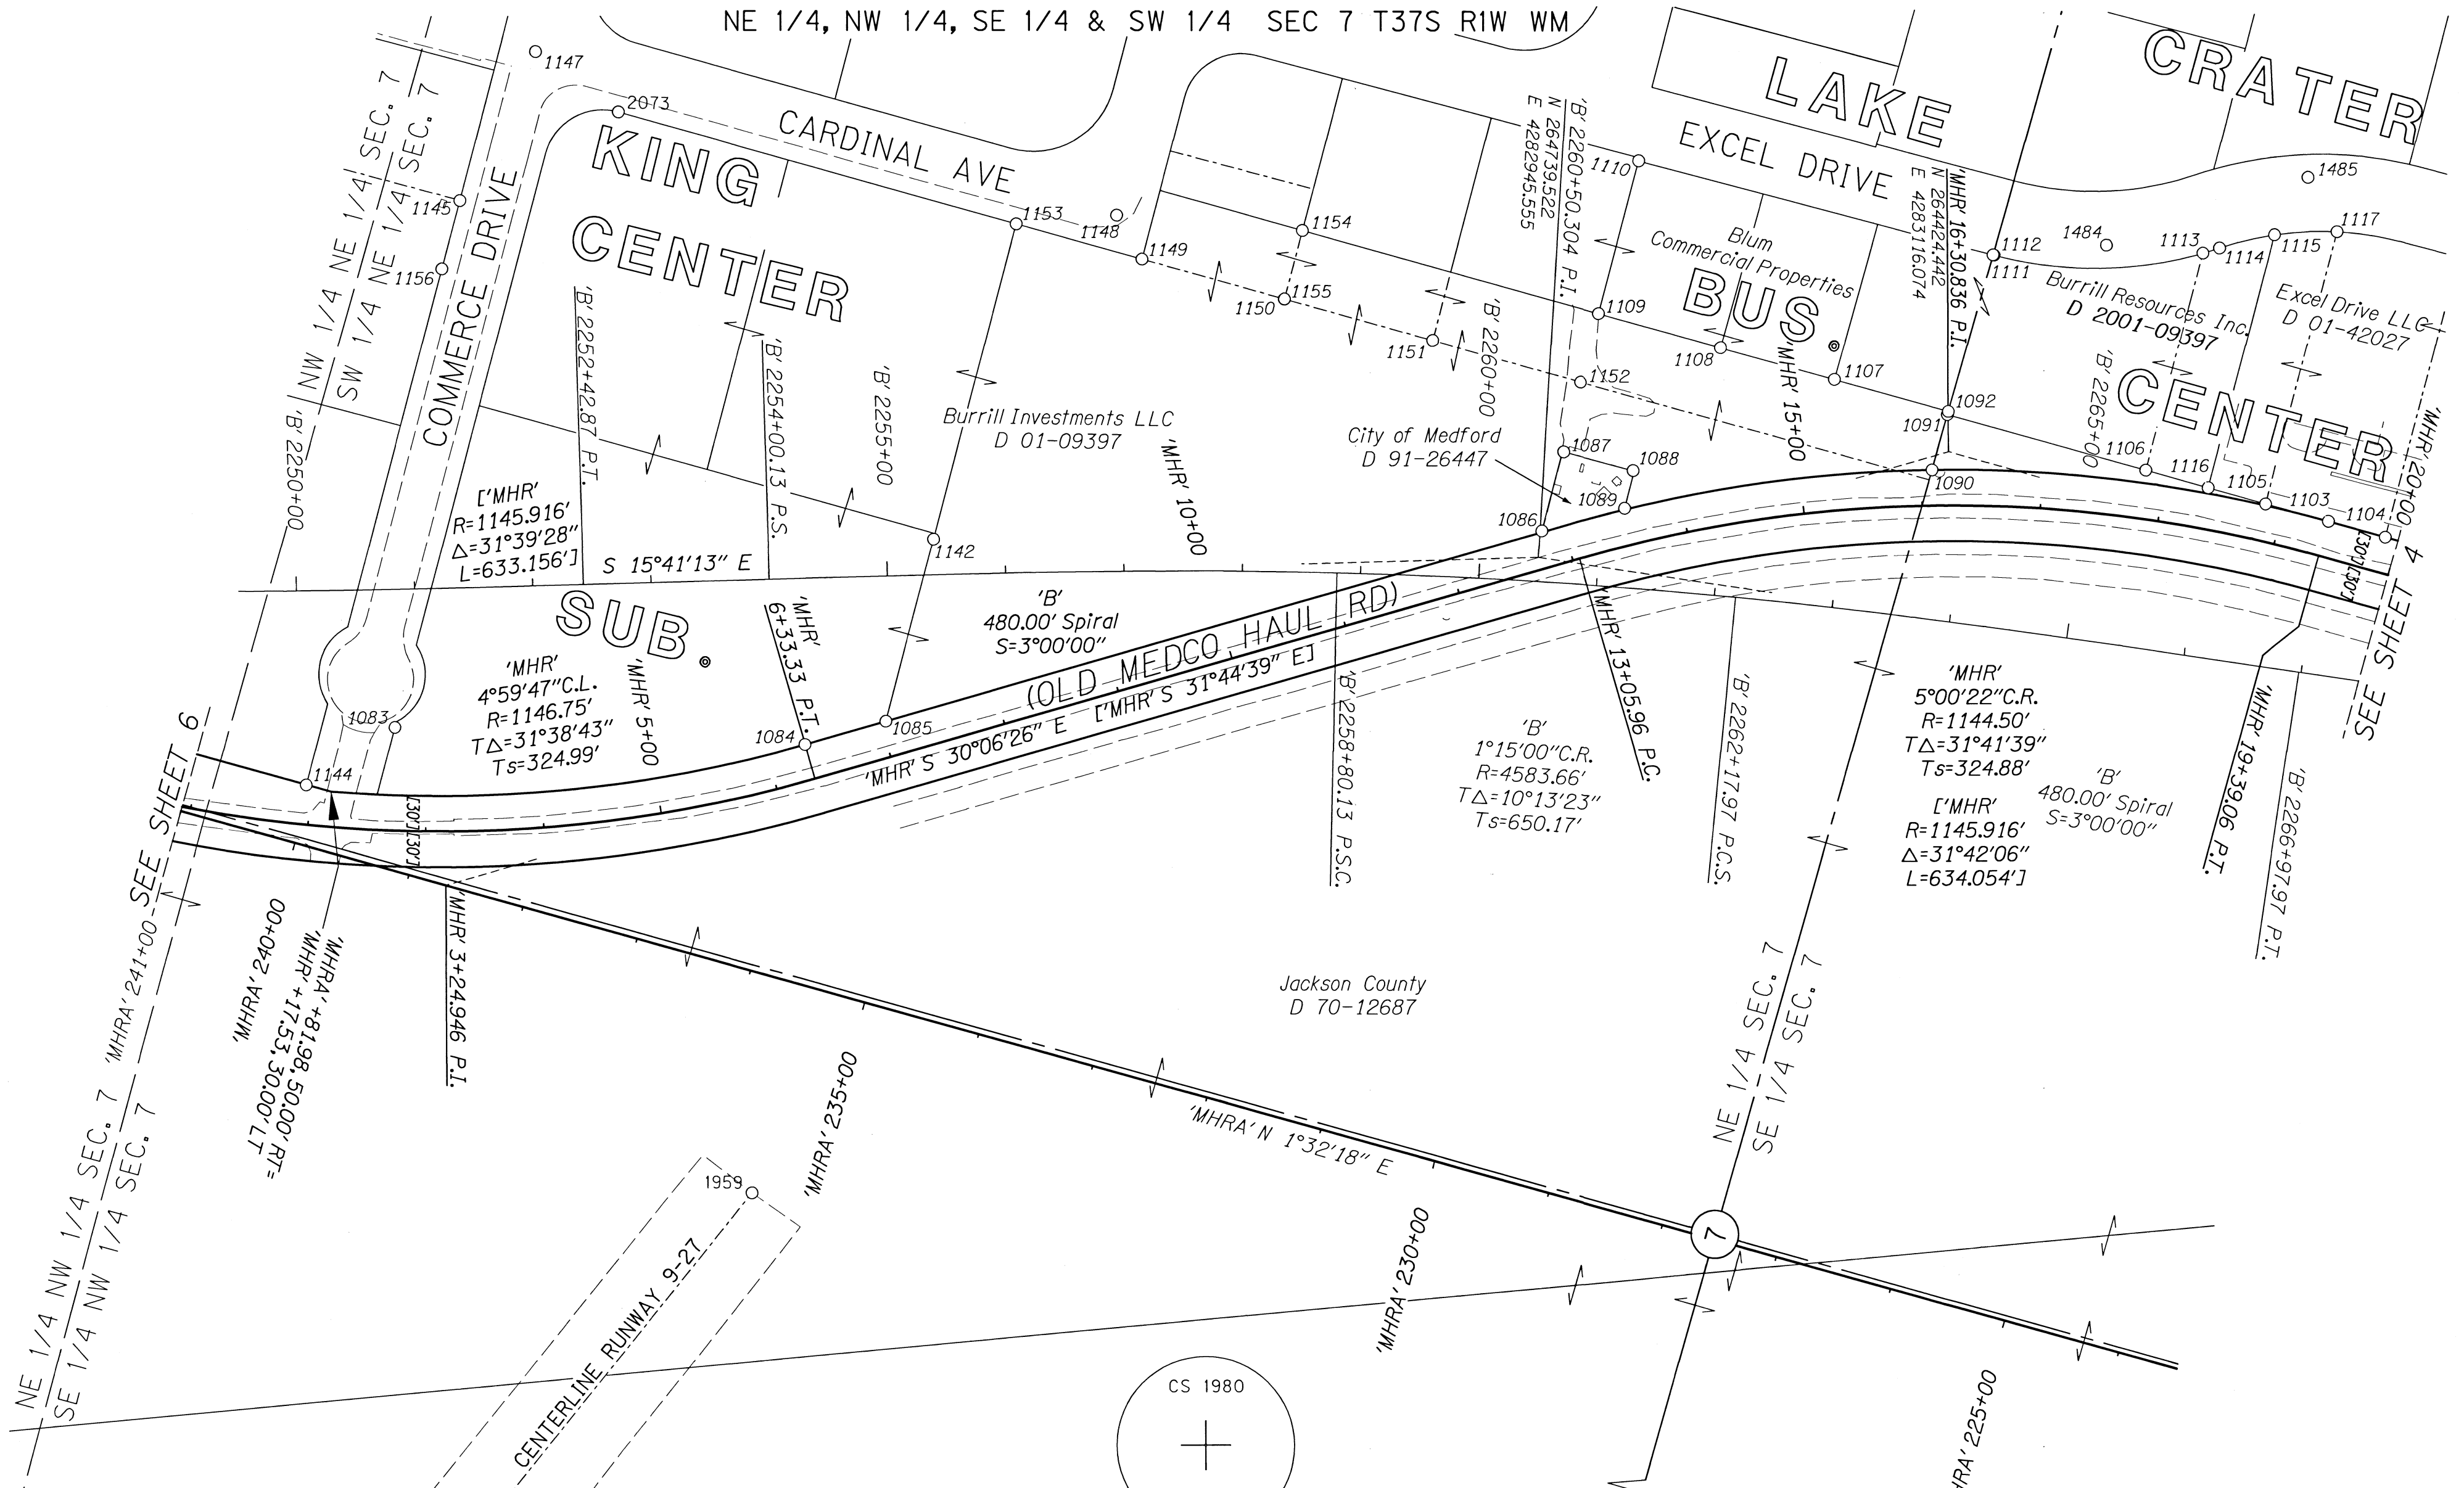 NE 1/4, NW 1/4, SE 1/4 & SW 1/4 SEC 7 T37S R1W WM
NW 1/4 NE 1/4 SEC. 7
SW 1/4 NE 1/4 SEC. 7
1147
2073
CARDINAL AVE
KING
CENTER
SUB.
COMMERCE DRIVE
1145
1156
1153
1148
1149
1154
1155
1150
1151
1152
LAKE
CRATER
EXCEL DRIVE
BUS.
CENTER
1110
1109
1108
1107
1112
1111
1484
1485
1113
1114
1115
1117
1092
1091
1106
1116
1105
1103
1104
1090
1087
1088
1089
1086
'B' 2260+50.304 P.I.
N 264739.522
E 4282945.555
'MHR' 16+30.836 P.I.
N 264424.442
E 4283116.074
Blum
Commercial Properties
Burrill Resources Inc.
D 2001-09397
Excel Drive LLC
D 01-42027
'B' 2250+00
'B' 2252+42.87 P.T.
'B' 2254+00.13 P.S.
'B' 2255+00
Burrill Investments LLC
D 01-09397
'MHR' 10+00
City of Medford
D 91-26447
'B' 2260+00
'MHR' 15+00
'B' 2265+00
'MHR' 20+00
['MHR'
R=1145.916'
Δ=31°39'28"
L=633.156']
S 15°41'13" E
1142
'B'
480.00' Spiral
S=3°00'00"
'MHR'
6+33.33 P.T.
(OLD MEDCO HAUL RD)
'MHR' S 30°06'26" E ['MHR' S 31°44'39" E]
'MHR'
4°59'47"C.L.
R=1146.75'
TΔ=31°38'43"
Ts=324.99'
'MHR' 5+00
1083
1084
1085
1144
[30'][30']
[30'][30']
SEE SHEET 6
SEE SHEET 4
'B' 2258+80.13 P.S.C.
'B'
1°15'00"C.R.
R=4583.66'
TΔ=10°13'23"
Ts=650.17'
'MHR' 13+05.96 P.C.
'B' 2262+17.97 P.C.S.
'MHR'
5°00'22"C.R.
R=1144.50'
TΔ=31°41'39"
Ts=324.88'
['MHR'
R=1145.916'
Δ=31°42'06"
L=634.054']
'B'
480.00' Spiral
S=3°00'00"
'MHR' 19+39.06 P.T.
'B' 2266+97.97 P.T.
'MHRA' 241+00
'MHRA' 240+00
'MHRA' +81.98, 50.00' RT=
'MHR' +17.53, 30.00' LT
'MHR' 3+24.946 P.I.
NE 1/4 NW 1/4 SEC. 7
SE 1/4 NW 1/4 SEC. 7
Jackson County
D 70-12687
NE 1/4 SEC. 7
SE 1/4 SEC. 7
'MHRA' 235+00
'MHRA' N 1°32'18" E
1959
CENTERLINE RUNWAY 9-27
'MHRA' 230+00
7
CS 1980
HRA' 225+00